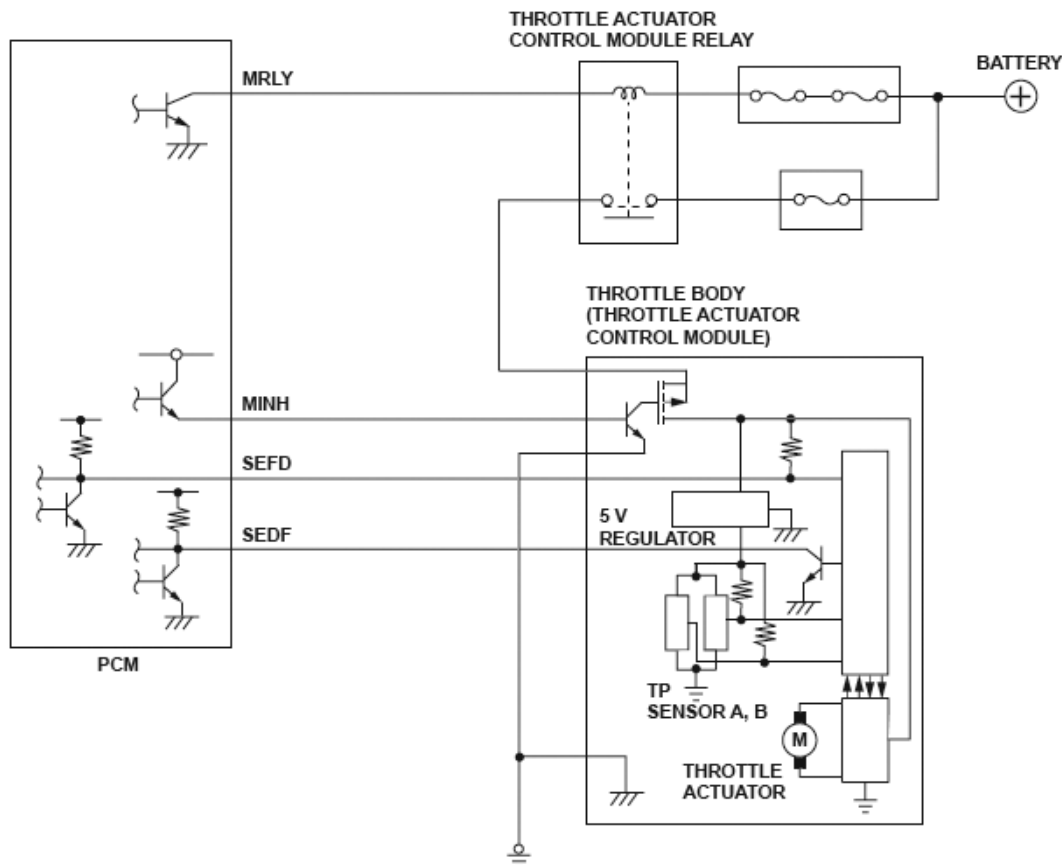 THROTTLE ACTUATOR
CONTROL MODULE RELAY
BATTERY
MRLY
THROTTLE BODY
(THROTTLE ACTUATOR
CONTROL MODULE)
MINH
SEFD
5 V
REGULATOR
SEDF
PCM
TP
SENSOR A, B
M
THROTTLE
ACTUATOR